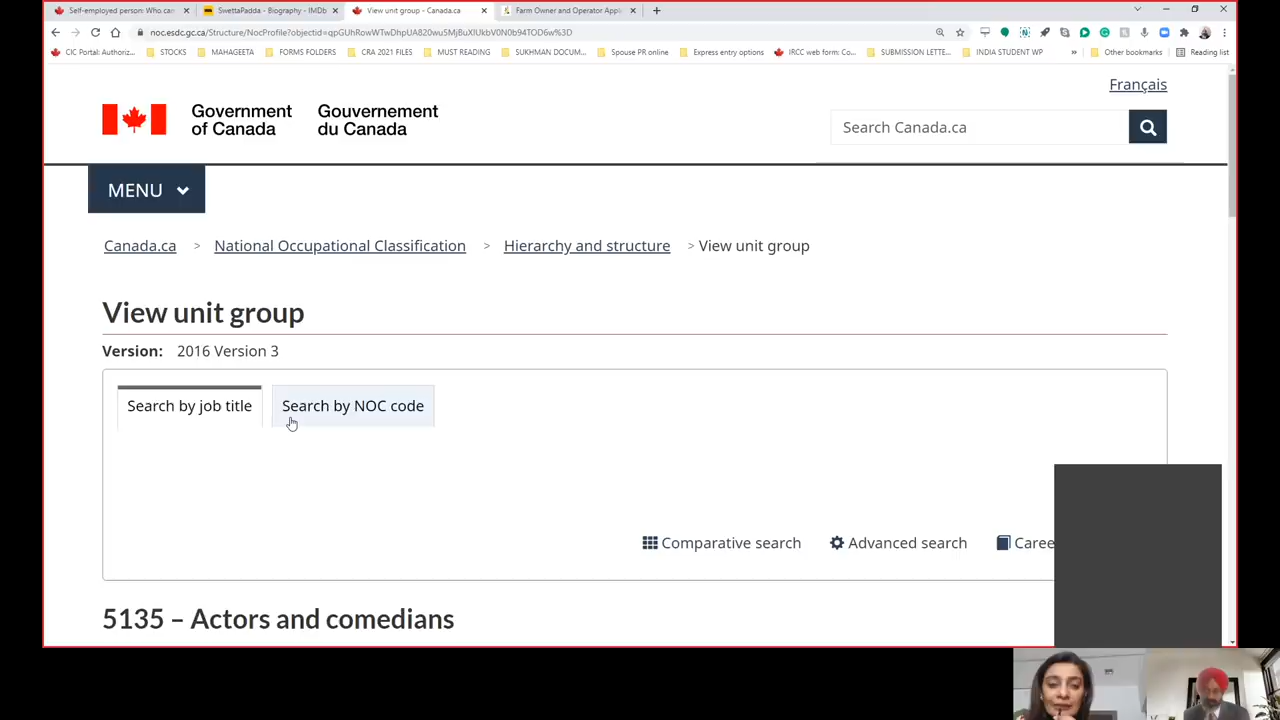 Self-employed person: Who can
SwettaPadda - Biography - IMDb
View unit group - Canada.ca
Farm Owner and Operator Appli
noc.esdc.gc.ca/Structure/NocProfile?objectid=
CIC Portal: Authoriz...
STOCKS
MAHAGEETA
FORMS FOLDERS
CRA 2021 FILES
MUST READING
SUKHMAN DOCUM...
Spouse PR online
Express entry options
IRCC web form: Co...
SUBMISSION LETTE...
INDIA STUDENT WP
»
Other bookmarks
Reading list
Français
Government of Canada
Gouvernement du Canada
Search Canada.ca
MENU
Canada.ca > National Occupational Classification > Hierarchy and structure > View unit group
View unit group
Version: 2016 Version 3
Search by job title
Search by NOC code
Comparative search
Advanced search
Caree
5135 – Actors and comedians